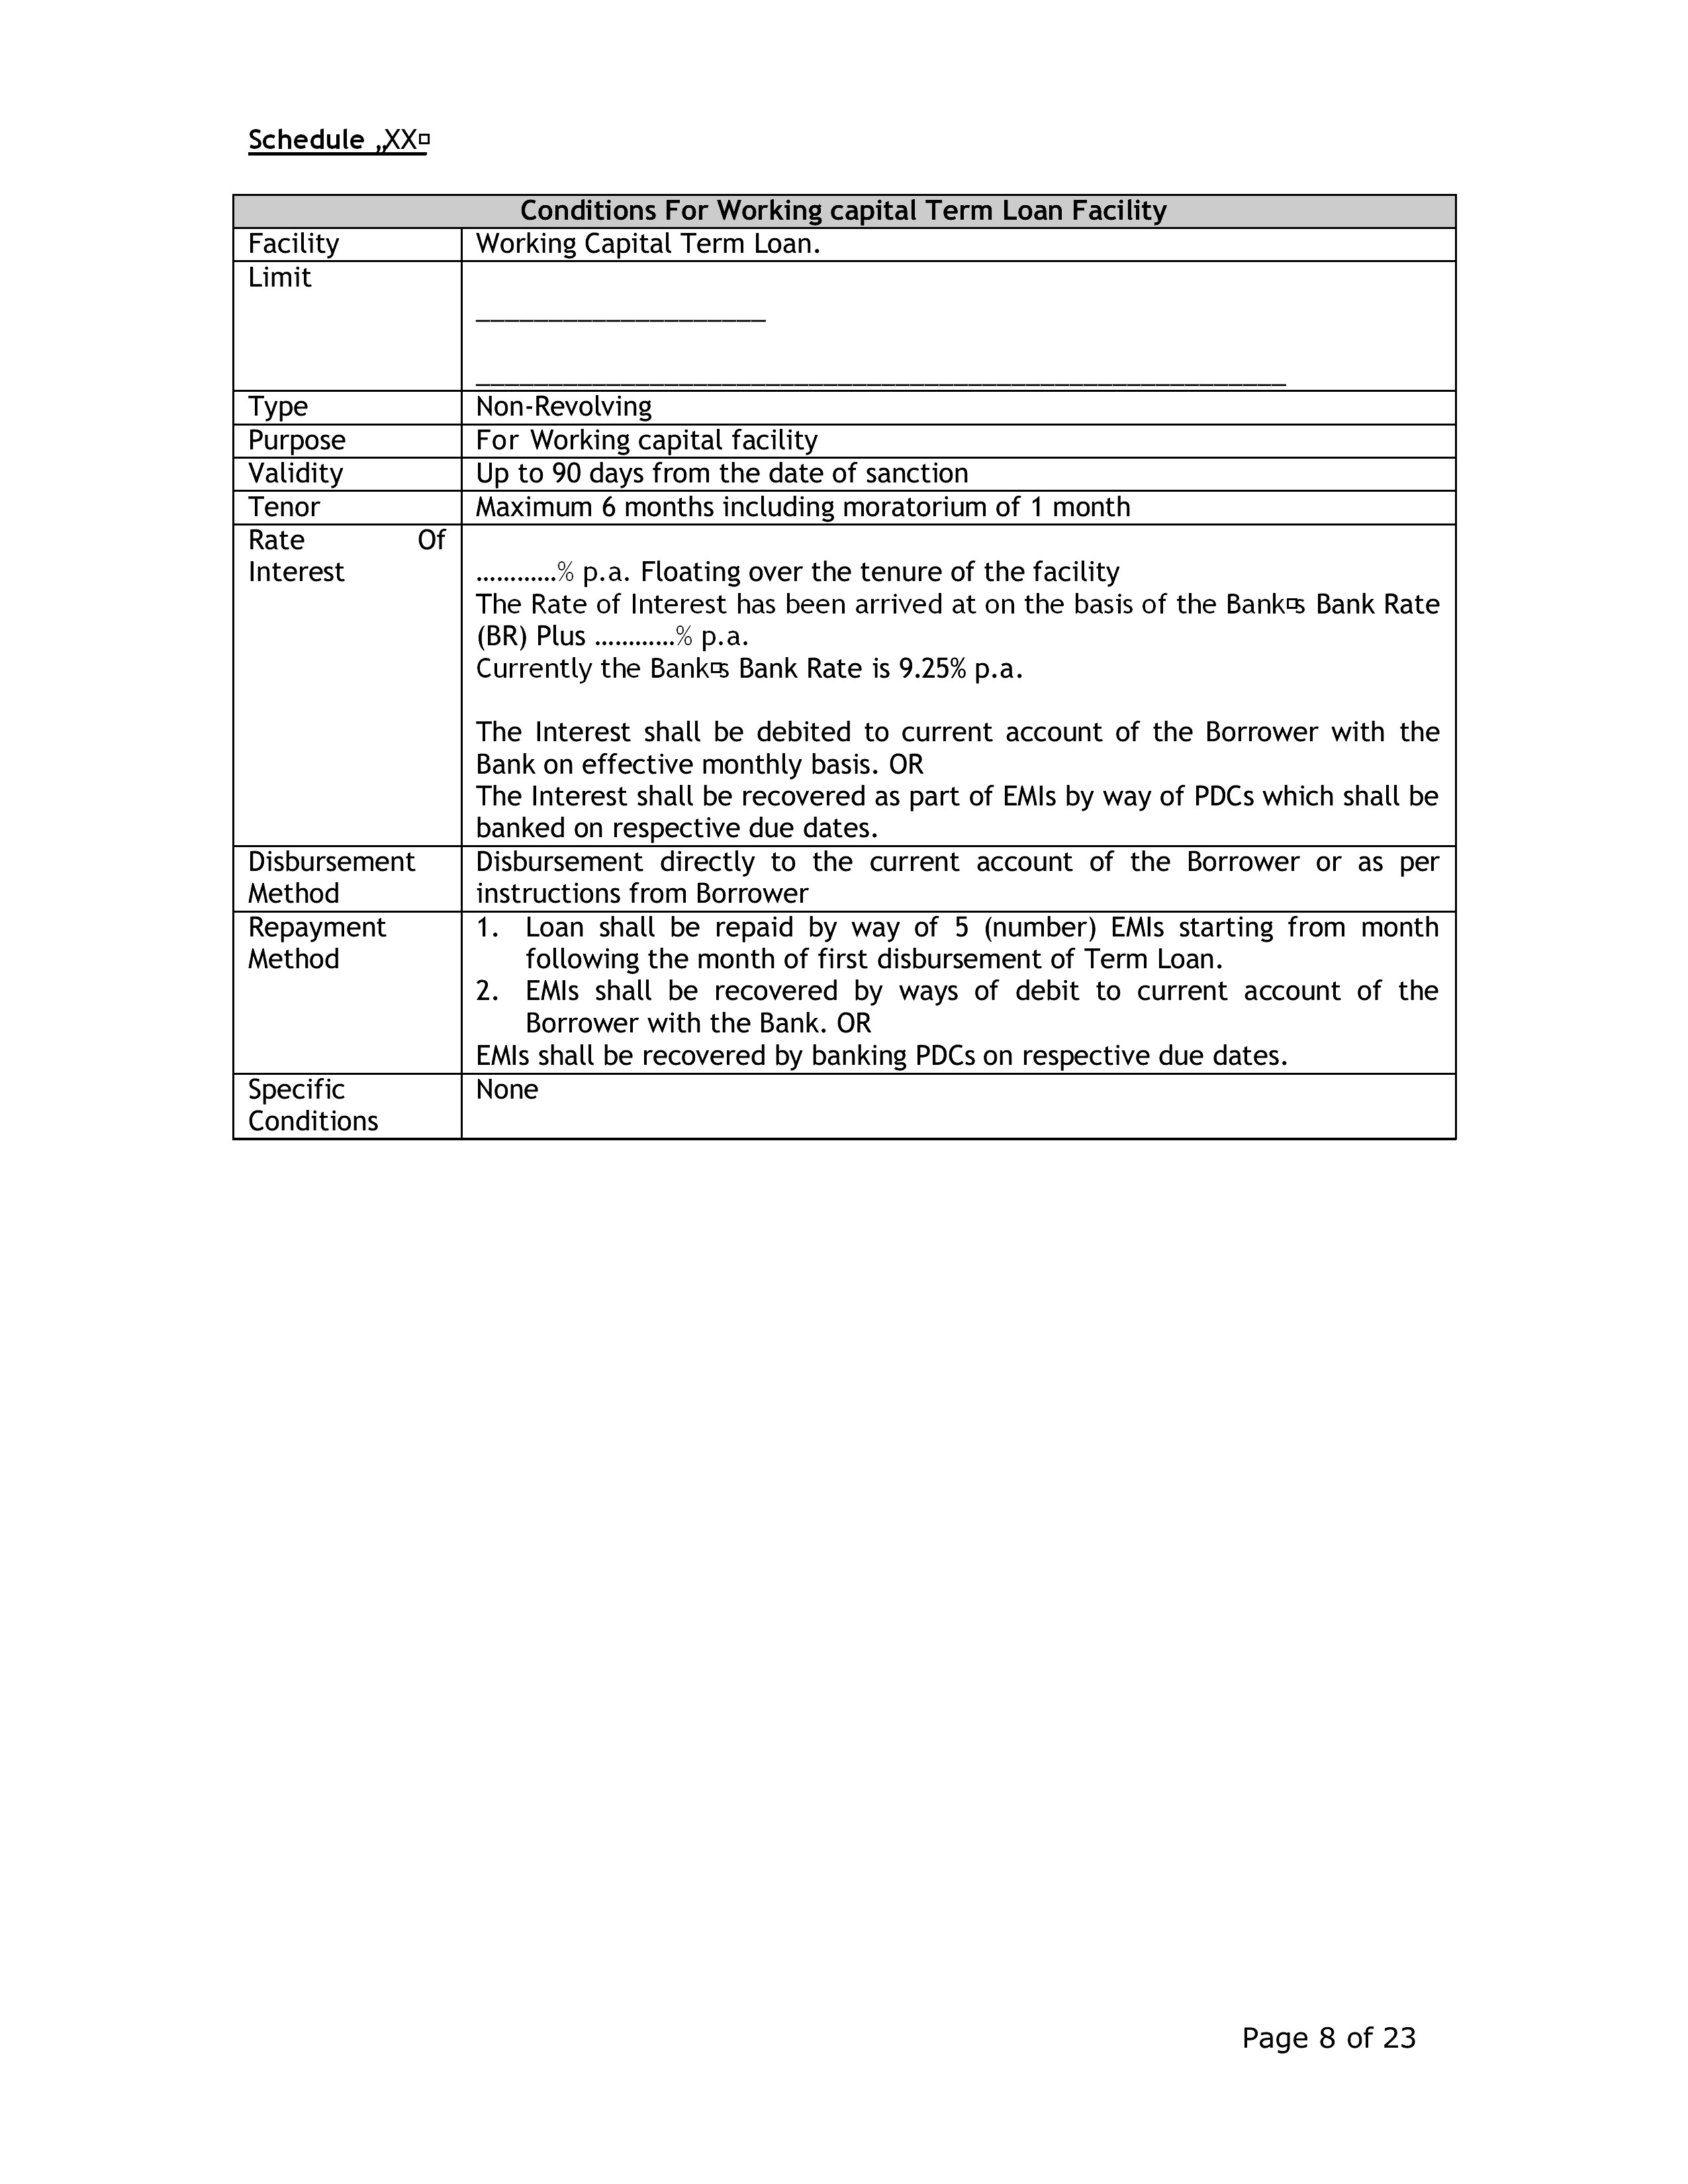 Schedule „XX□
Conditions For Working capital Term Loan Facility
Facility Working Capital Term Loan.
Limit
____________________
________________________________________________________
Type Non-Revolving
Purpose For Working capital facility
Validity Up to 90 days from the date of sanction
Tenor Maximum 6 months including moratorium of 1 month
Rate Of
Interest
…………% p.a. Floating over the tenure of the facility
The Rate of Interest has been arrived at on the basis of the Bank□s Bank Rate
(BR) Plus …………% p.a.
Currently the Bank□s Bank Rate is 9.25% p.a.
The Interest shall be debited to current account of the Borrower with the
Bank on effective monthly basis. OR
The Interest shall be recovered as part of EMIs by way of PDCs which shall be
banked on respective due dates.
Disbursement
Method
Disbursement directly to the current account of the Borrower or as per
instructions from Borrower
Repayment
Method
1. Loan shall be repaid by way of 5 (number) EMIs starting from month
following the month of first disbursement of Term Loan.
2. EMIs shall be recovered by ways of debit to current account of the
Borrower with the Bank. OR
EMIs shall be recovered by banking PDCs on respective due dates.
Specific
Conditions
None
Page 8 of 23